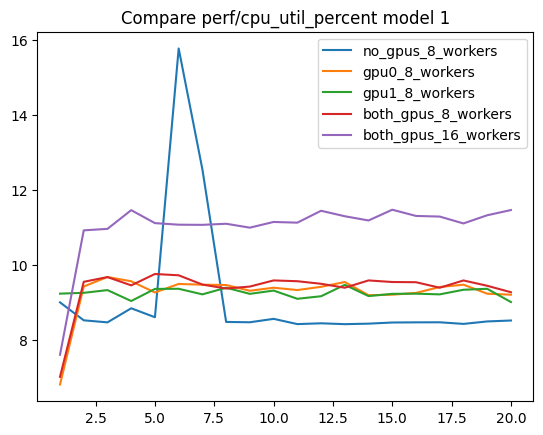 Compare perf/cpu_util_percent model 1
16
14
12
10
8
no_gpus_8_workers
gpu0_8_workers
gpu1_8_workers
both_gpus_8_workers
both_gpus_16_workers
2.5 5.0 7.5 10.0 12.5 15.0 17.5 20.0